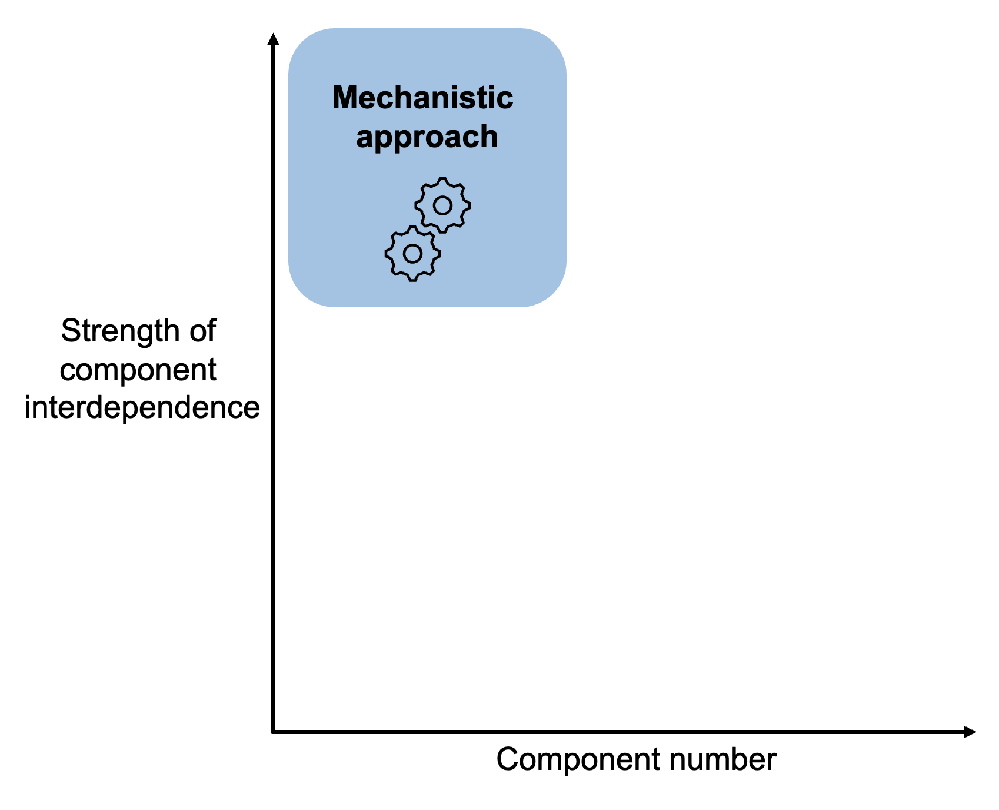 Mechanistic
approach
Strength of
component
interdependence
Component number